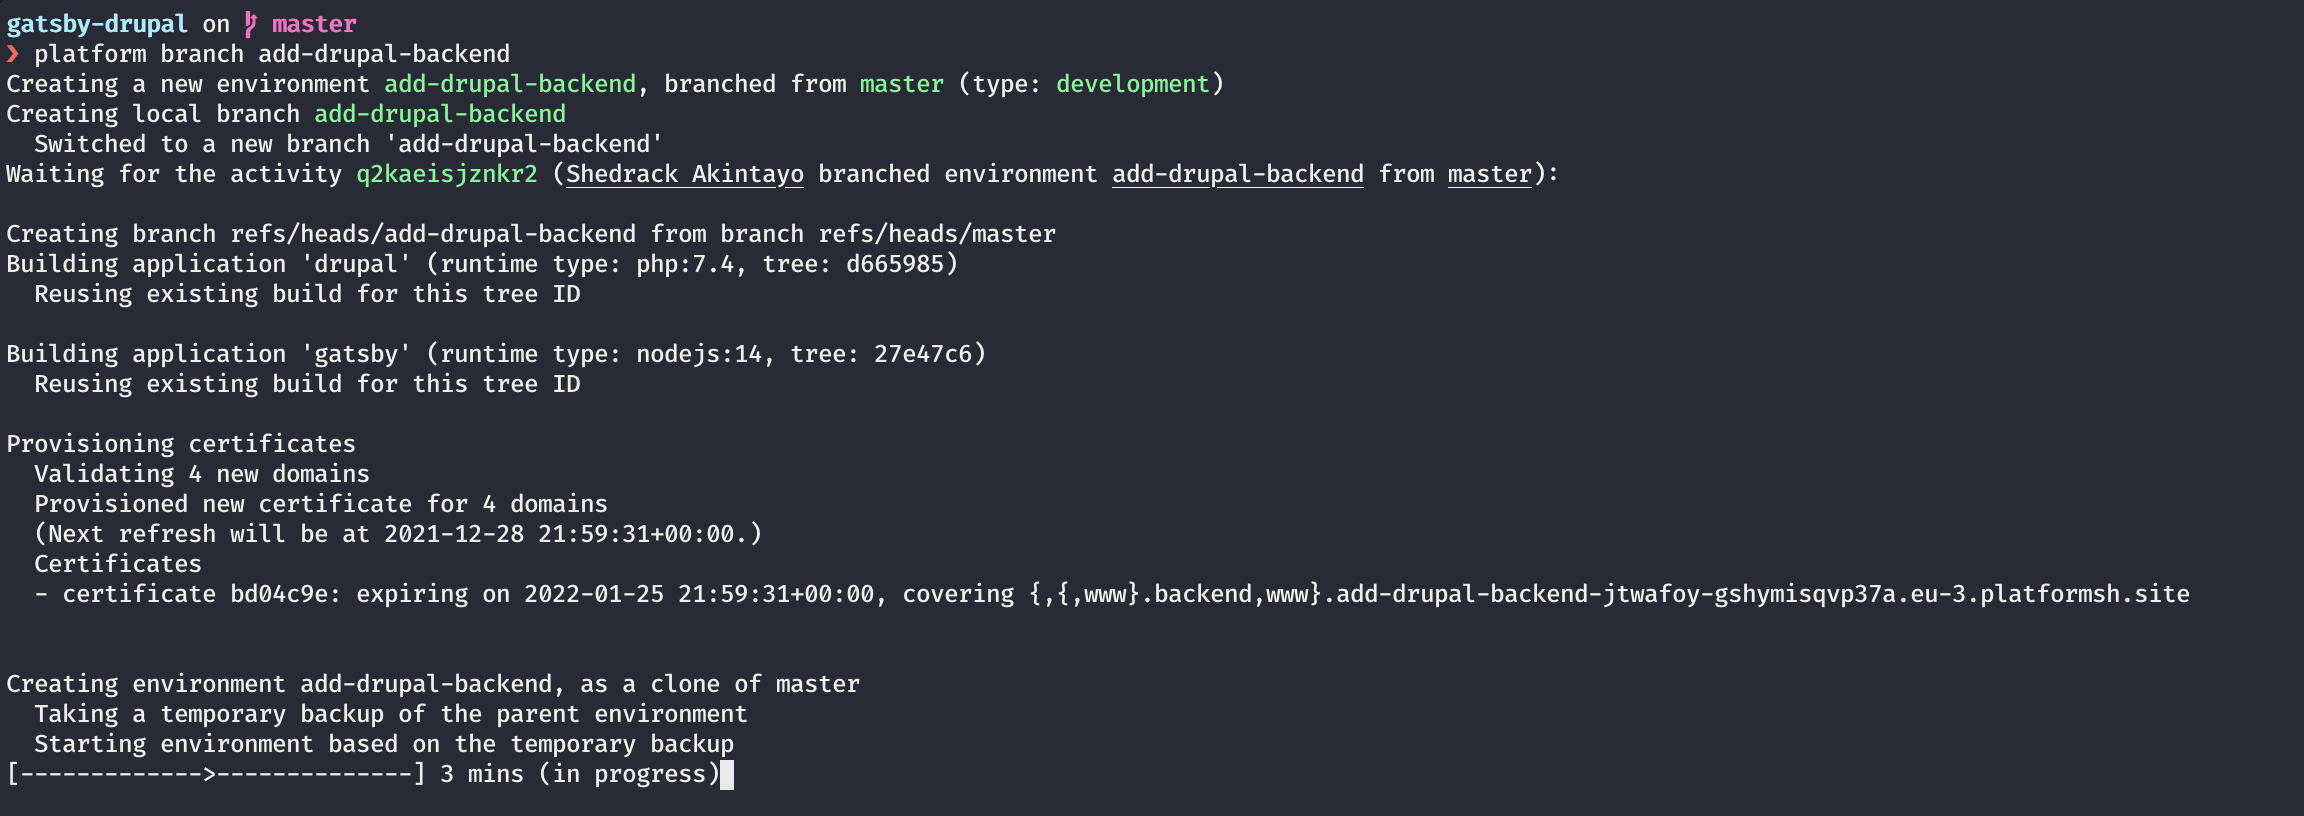 gatsby-drupal on master
❯ platform branch add-drupal-backend
Creating a new environment add-drupal-backend, branched from master (type: development)
Creating local branch add-drupal-backend
  Switched to a new branch 'add-drupal-backend'
Waiting for the activity q2kaeisjznkr2 (Shedrack Akintayo branched environment add-drupal-backend from master):

Creating branch refs/heads/add-drupal-backend from branch refs/heads/master
Building application 'drupal' (runtime type: php:7.4, tree: d665985)
  Reusing existing build for this tree ID

Building application 'gatsby' (runtime type: nodejs:14, tree: 27e47c6)
  Reusing existing build for this tree ID

Provisioning certificates
  Validating 4 new domains
  Provisioned new certificate for 4 domains
  (Next refresh will be at 2021-12-28 21:59:31+00:00.)
  Certificates
  - certificate bd04c9e: expiring on 2022-01-25 21:59:31+00:00, covering {,{,www}.backend,www}.add-drupal-backend-jtwafoy-gshymisqvp37a.eu-3.platformsh.site

Creating environment add-drupal-backend, as a clone of master
  Taking a temporary backup of the parent environment
  Starting environment based on the temporary backup
[------------->--------------] 3 mins (in progress)